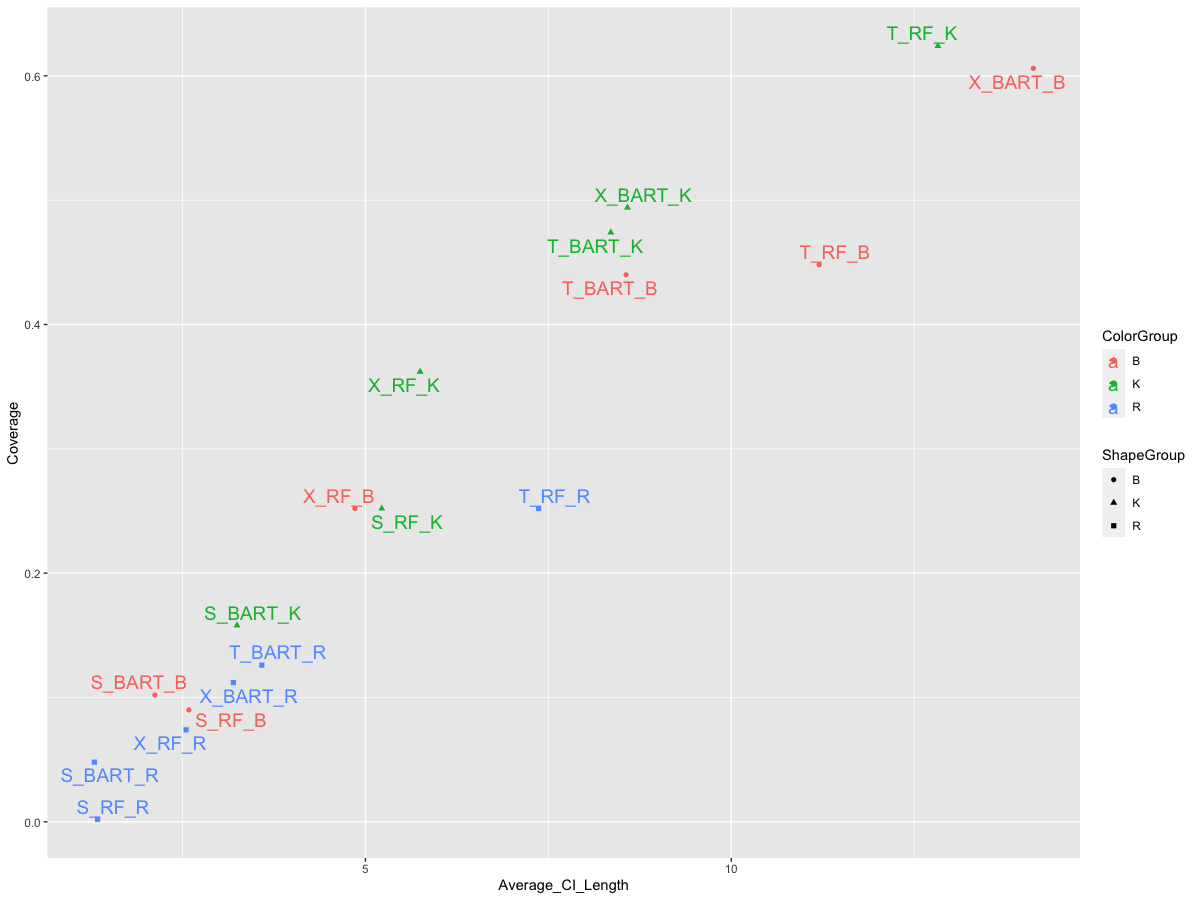 T_RF_K
0.6
X_BART_B
X_BART_K
T_BART_K
T_RF_B
T_BART_B
0.4
X_RF_K
Coverage
X_RF_B
T_RF_R
S_RF_K
0.2
S_BART_K
T_BART_R
S_BART_B
X_BART_R
S_RF_B
X_RF_R
S_BART_R
S_RF_R
0.0
5
10
Average_CI_Length
ColorGroup
a B
a K
a R
ShapeGroup
B
K
R